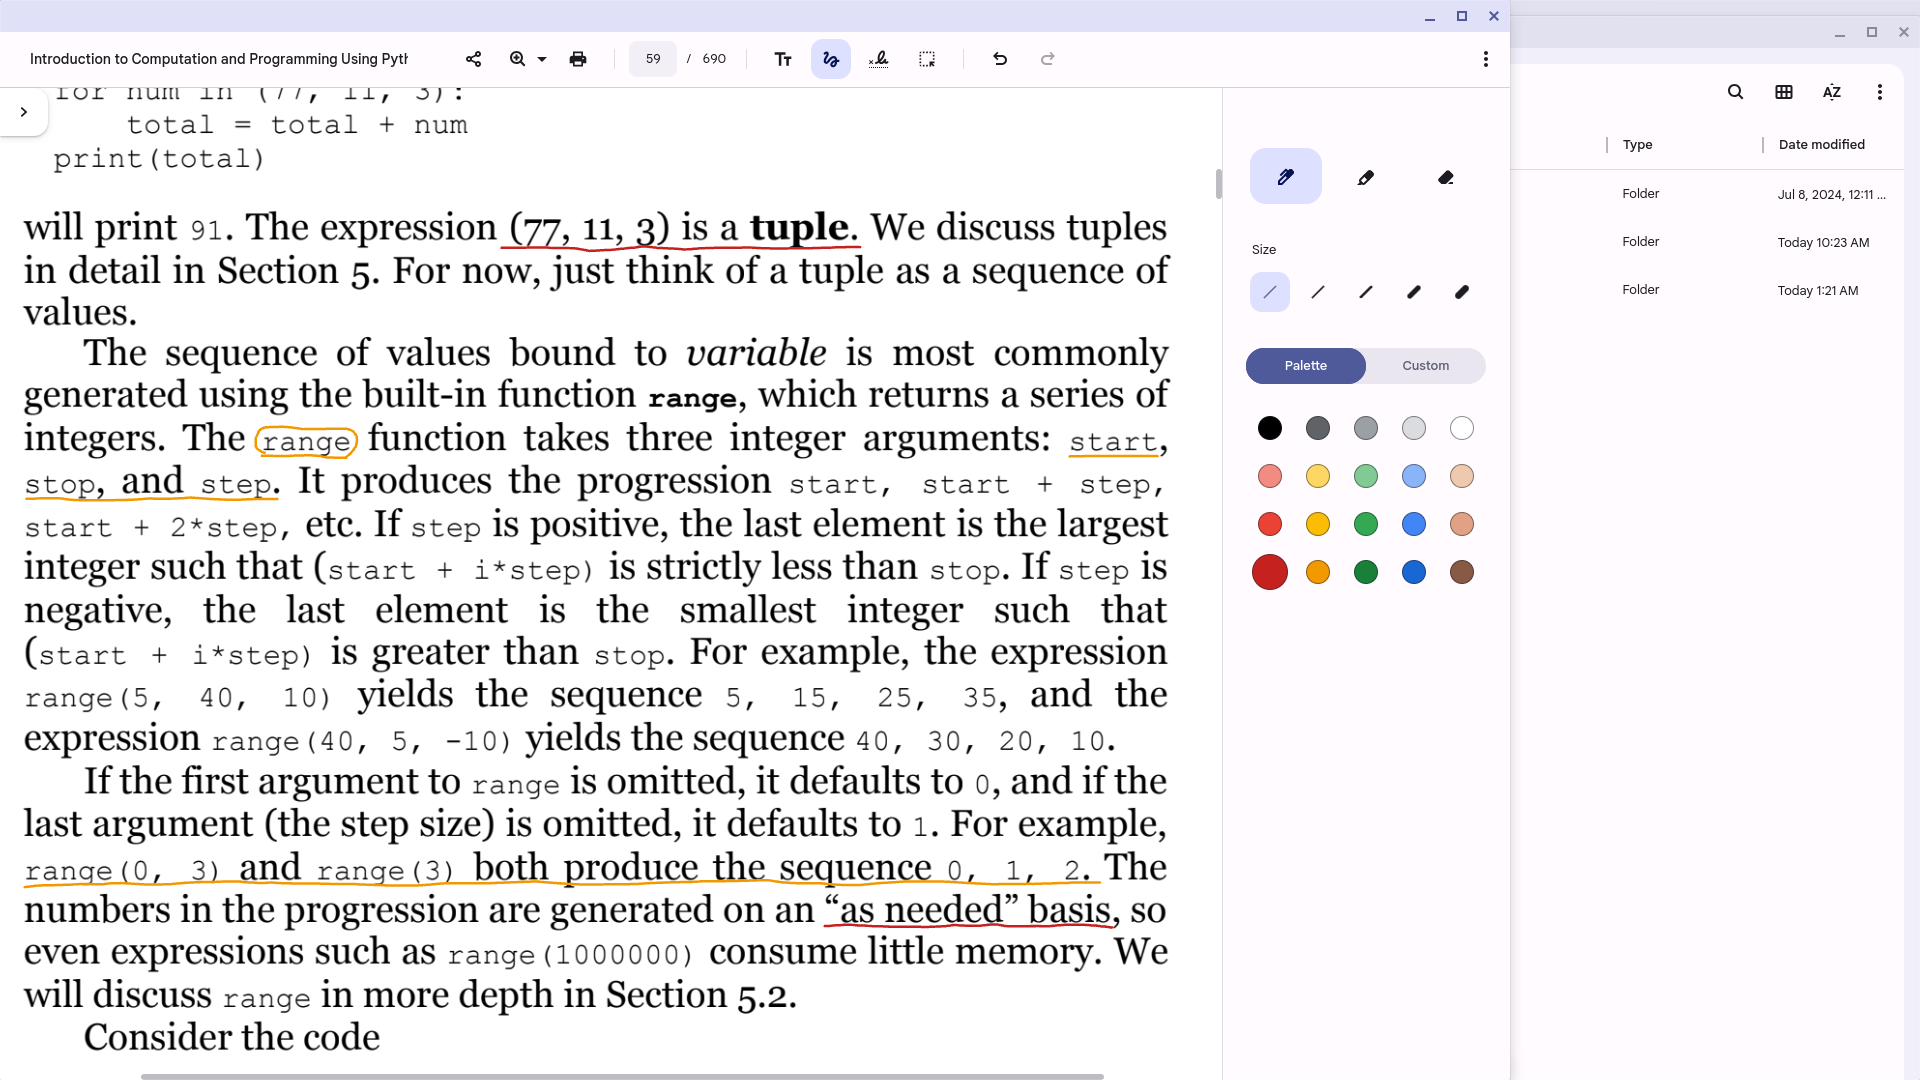 Introduction to Computation and Programming Using Pyth
59 / 690
for num in (77, 11, 3):
total = total + num
print(total)
will print 91. The expression (77, 11, 3) is a tuple. We discuss tuples
in detail in Section 5. For now, just think of a tuple as a sequence of
values.
The sequence of values bound to variable is most commonly
generated using the built-in function range, which returns a series of
integers. The range function takes three integer arguments: start,
stop, and step. It produces the progression start, start + step,
start + 2*step, etc. If step is positive, the last element is the largest
integer such that (start + i*step) is strictly less than stop. If step is
negative, the last element is the smallest integer such that
(start + i*step) is greater than stop. For example, the expression
range(5, 40, 10) yields the sequence 5, 15, 25, 35, and the
expression range(40, 5, -10) yields the sequence 40, 30, 20, 10.
If the first argument to range is omitted, it defaults to 0, and if the
last argument (the step size) is omitted, it defaults to 1. For example,
range(0, 3) and range(3) both produce the sequence 0, 1, 2. The
numbers in the progression are generated on an “as needed” basis, so
even expressions such as range(1000000) consume little memory. We
will discuss range in more depth in Section 5.2.
Consider the code
Size
Palette Custom
AZ
Type Date modified
Folder Jul 8, 2024, 12:11 ...
Folder Today 10:23 AM
Folder Today 1:21 AM